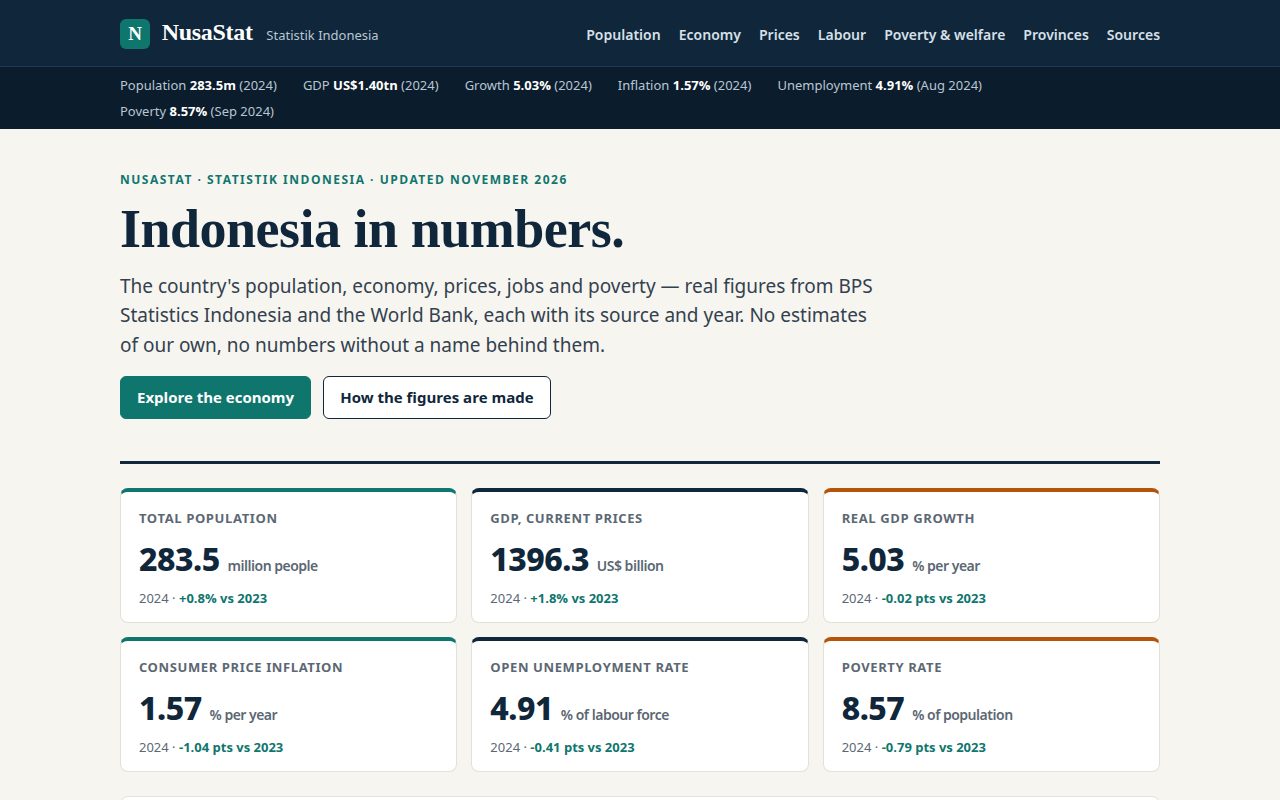 N NusaStat Statistik Indonesia Population Economy Prices Labour Poverty & welfare Provinces Sources
Population 283.5m (2024) GDP US$1.40tn (2024) Growth 5.03% (2024) Inflation 1.57% (2024) Unemployment 4.91% (Aug 2024)
Poverty 8.57% (Sep 2024)
NUSASTAT · STATISTIK INDONESIA · UPDATED NOVEMBER 2026
Indonesia in numbers.
The country's population, economy, prices, jobs and poverty — real figures from BPS
Statistics Indonesia and the World Bank, each with its source and year. No estimates
of our own, no numbers without a name behind them.
Explore the economy How the figures are made
TOTAL POPULATION
283.5 million people
2024 · +0.8% vs 2023
GDP, CURRENT PRICES
1396.3 US$ billion
2024 · +1.8% vs 2023
REAL GDP GROWTH
5.03 % per year
2024 · -0.02 pts vs 2023
CONSUMER PRICE INFLATION
1.57 % per year
2024 · -1.04 pts vs 2023
OPEN UNEMPLOYMENT RATE
4.91 % of labour force
2024 · -0.41 pts vs 2023
POVERTY RATE
8.57 % of population
2024 · -0.79 pts vs 2023